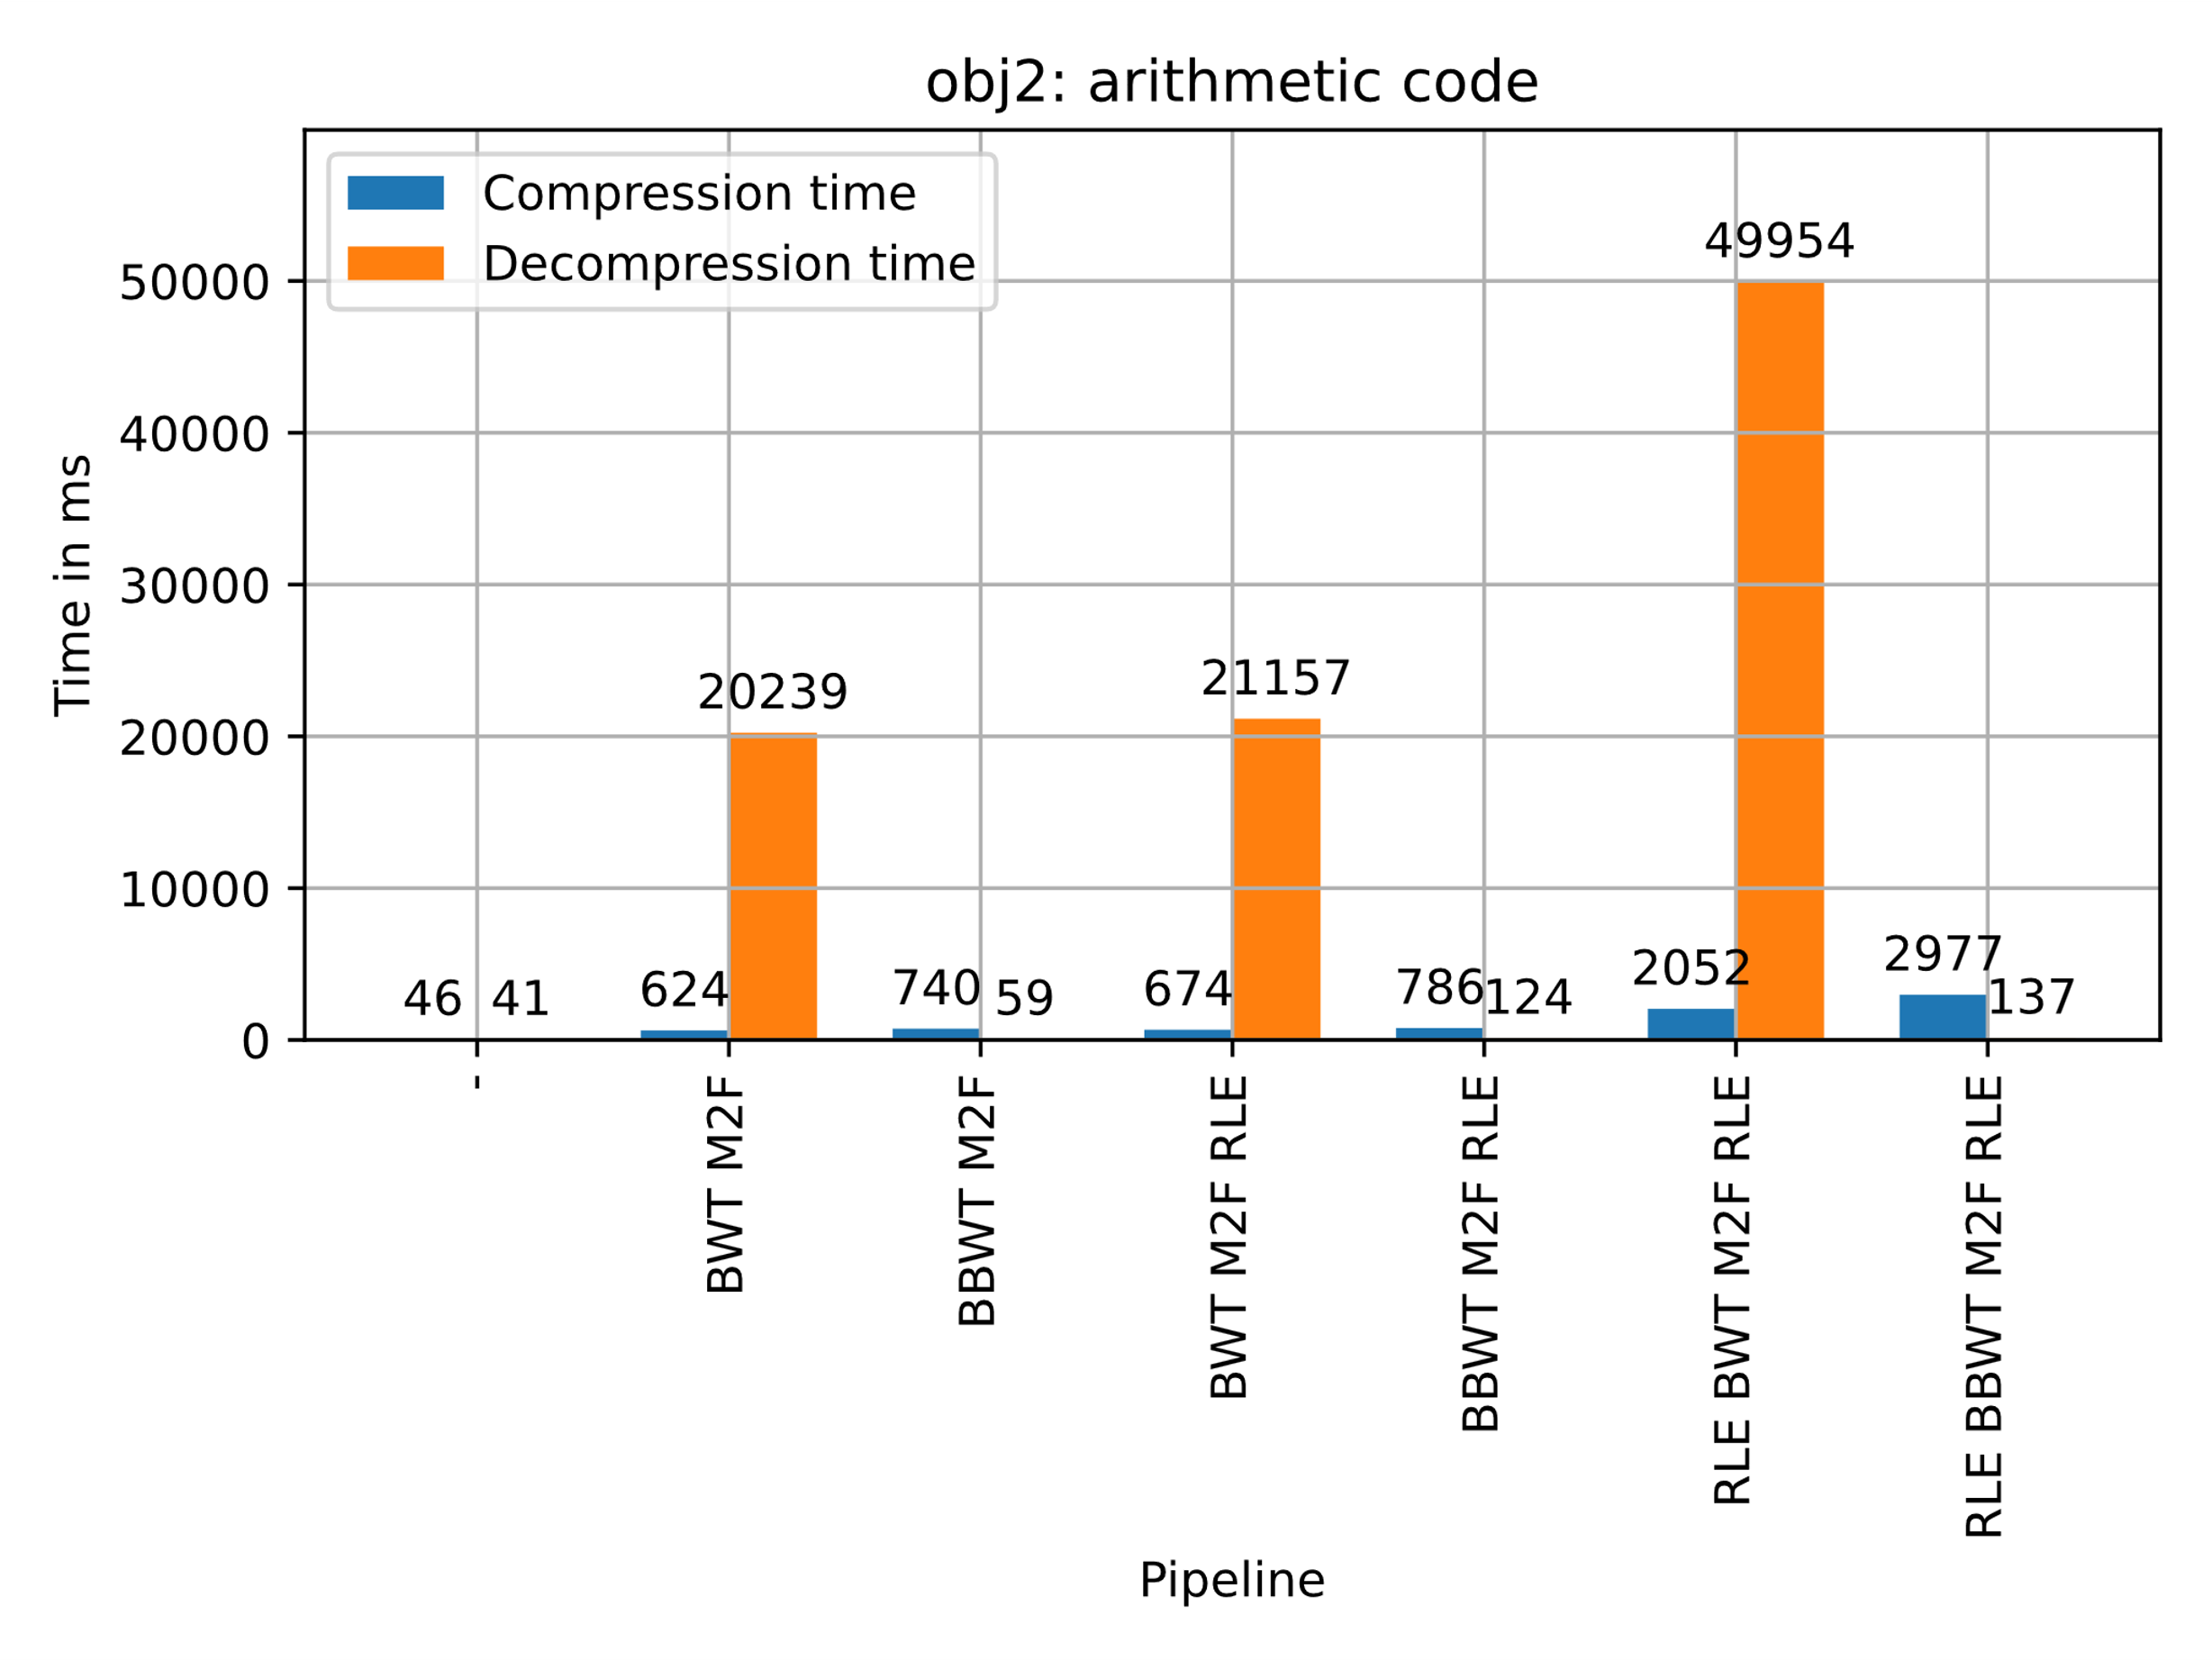 obj2: arithmetic code
Compression time
Decompression time
Time in ms
50000
40000
30000
20000
10000
0
46
41
624
20239
740
59
674
21157
786
124
2052
49954
2977
137
-
BWT M2F
BBWT M2F
BWT M2F RLE
BBWT M2F RLE
RLE BWT M2F RLE
RLE BBWT M2F RLE
Pipeline